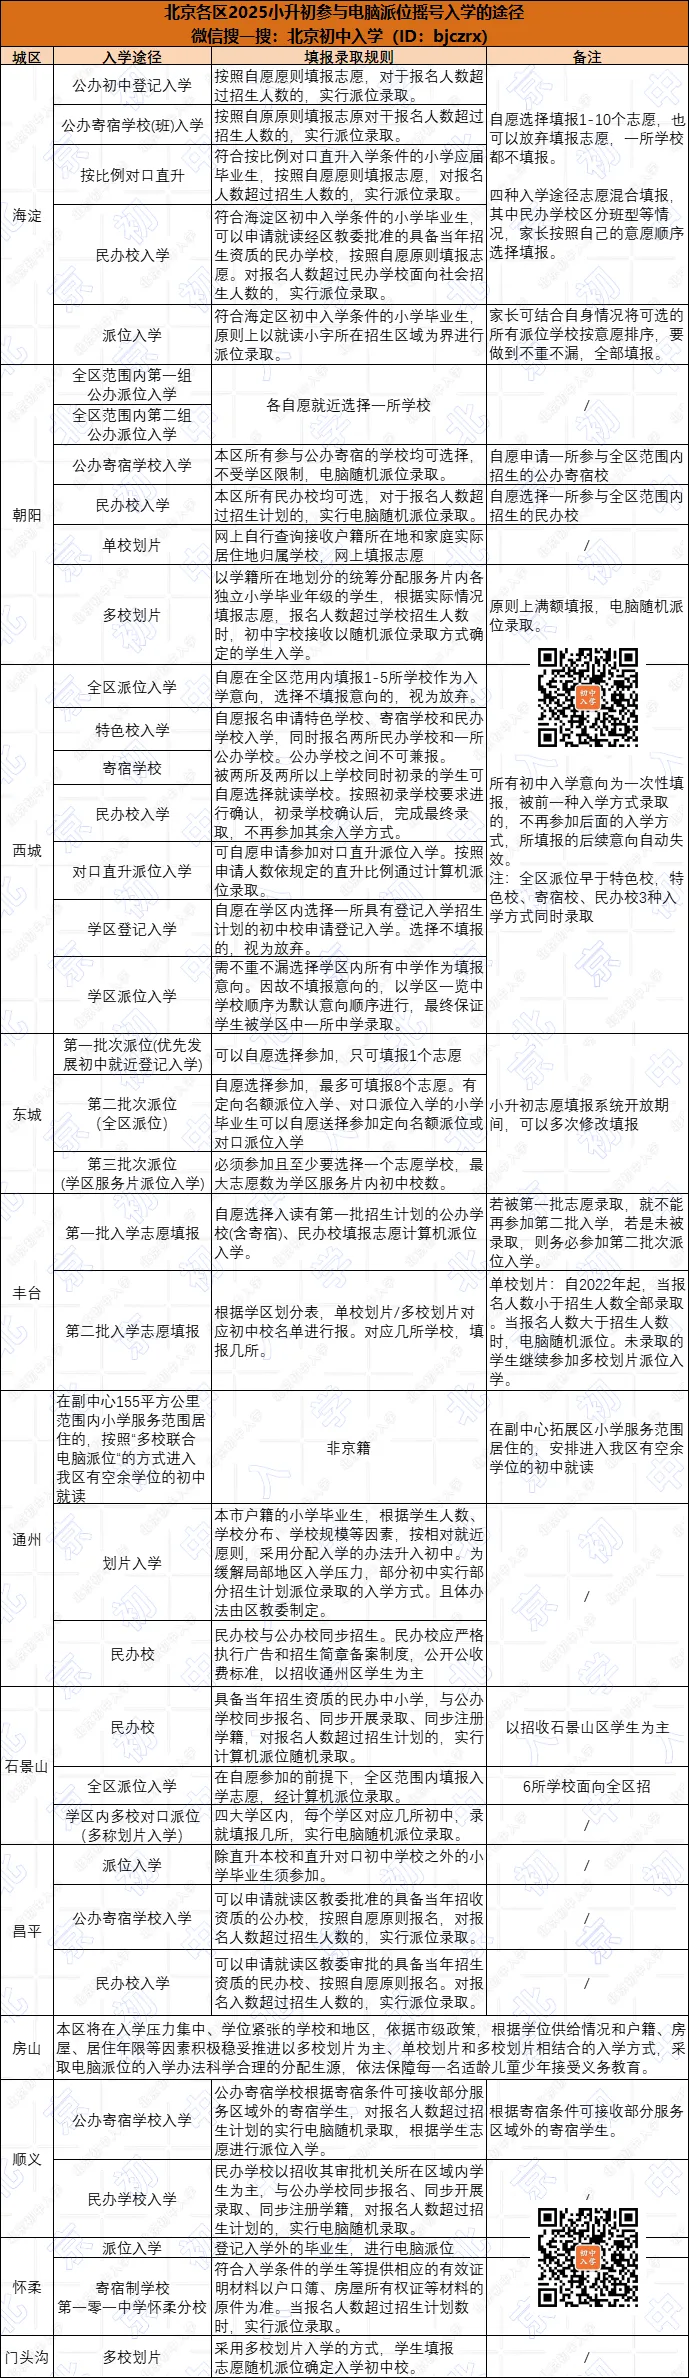 北京各区2025小升初参与电脑派位摇号入学的途径
微信搜一搜：北京初中入学（ID：bjczrx）
城区 入学途径 填报录取规则 备注
海淀
公办初中登记入学
按照自愿愿则填报志愿，对于报名人数超
过招生人数的，实行派位录取。
公办寄宿学校(班)入学
按照自原原则填报志原对干报名人数超过
招生人数的，实行派位录取。
按比例对口直升
符合按比例对口直升入学条件的小学应届
毕业生，按照自愿愿则填报志愿，对报名
人数超过招生人数的，实行派位录取。
民办校入学
符合海淀区初中入学条件的小学毕业生，
可以申请就读经区教委批准的具备当年招
生资质的民办学校，按照自愿原则填报志
愿。对报名人数超过民办学校面向社会招
生人数的，实行派位录取。
自愿选择填报1-10个志愿，也
可以放弃填报志愿，一所学校
都不填报。
四种入学途径志愿混合填报，
其中民办学校区分班型等情
况，家长按照自己的意愿顺序
选择填报。
派位入学
符合海定区初中入学条件的小学毕业生，
原则上以就读小字所在招生区域为界进行
派位录取。
家长可结合自身情况将可选的
所有派位学校按意愿排序，要
做到不重不漏，全部填报。
朝阳
全区范围内第一组
公办派位入学
全区范围内第二组
公办派位入学
各自愿就近选择一所学校
/
公办寄宿学校入学
本区所有参与公办寄宿的学校均可选择，
不受学区限制，电脑随机派位录取。
自愿申请一所参与全区范围内
招生的公办寄宿校
民办校入学
本区所有民办校均可选，对于报名人数超
过招生计划的，实行电脑随机派位录取。
自愿选择一所参与全区范围内
招生的民办校
单校划片
网上自行查询接收户籍所在地和家庭实际
居住地归属学校，网上填报志愿
/
多校划片
以学籍所在地划分的统筹分配服务片内各
独立小学毕业年级的学生，根据实际情况
填报志愿，报名人数超过学校招生人数
时，初中字校接收以随机派位录取方式确
定的学生入学。
原则上满额填报，电脑随机派
位录取。
初中
入学
西城
全区派位入学
自愿在全区范用内填报1-5所学校作为入
学意向，选择不填报意向的，视为放弃。
特色校入学
寄宿学校
民办校入学
自愿报名申请特色学校、寄宿学校和民办
学校入学，同时报名两所民办学校和一所
公办学校。公办学校之间不可兼报。
被两所及两所以上学校同时初录的学生可
自愿选择就读学校。按照初录学校要求进
行确认，初录学校确认后，完成最终录
取，不再参加其余入学方式。
对口直升派位入学
可自愿申请参加对口直升派位入学。按照
申请人数依规定的直升比例通过计算机派
位录取。
学区登记入学
自愿在学区内选择一所具有登记入学招生
计划的初中校申请登记入学。选择不填报
的，视为放弃。
学区派位入学
需不重不漏选择学区内所有中学作为填报
意向。因故不填报意向的，以学区一览中
学校顺序为默认意向顺序进行，最终保证
学生被学区中一所中学录取。
所有初中入学意向为一次性填
报，被前一种入学方式录取
的，不再参加后面的入学方
式，所填报的后续意向自动失
效。
注：全区派位早于特色校，特
色校、寄宿校、民办校3种入
学方式同时录取
东城
第一批次派位(优先发
展初中就近登记入学)
可以自愿选择参加，只可填报1个志愿
第二批次派位
（全区派位）
自愿选择参加，最多可填报8个志愿。有
定向名额派位入学、对口派位入学的小学
毕业生可以自愿送择参加定向名额派位或
对口派位入学
第三批次派位
(学区服务片派位入学)
必须参加且至少要选择一个志愿学校，最
大志愿数为学区服务片内初中校数。
小升初志愿填报系统开放期
间，可以多次修改填报
丰台
第一批入学志愿填报
自愿选择入读有第一批招生计划的公办学
校(含寄宿)、民办校填报志愿计算机派位
入学。
若被第一批志愿录取，就不能
再参加第二批入学，若是未被
录取，则务必参加第二批次派
位入学。
第二批入学志愿填报
根据学区划分表，单校划片/多校划片对
应初中校名单进行报。对应几所学校，填
报几所。
单校划片：自2022年起，当报
名人数小于招生人数全部录取
。当报名人数大于招生人数
时，电脑随机派位。未录取的
学生继续参加多校划片派位入
学。
通州
在副中心155平方公里
范围内小学服务范围居
住的，按照“多校联合
电脑派位“的方式进入
我区有空余学位的初中
就读
非京籍
在副中心拓展区小学服务范围
居住的，安排进入我区有空余
学位的初中就读
划片入学
本市户籍的小学毕业生，根据学生人数、
学校分布、学校规模等因素，按相对就近
愿则，采用分配入学的办法升入初中。为
缓解局部地区入学压力，部分初中实行部
分招生计划派位录取的入学方式。且体办
法由区教委制定。
/
民办校
民办校与公办校同步招生。民办校应严格
执行广告和招生简章备案制度，公开公收
费标准，以招收通州区学生为主
石景山
民办校
具备当年招生资质的民办中小学，与公办
学校同步报名、同步开展录取、同步注册
学籍，对报名人数超过招生计划的，实行
计算机派位随机录取。
以招收石景山区学生为主
全区派位入学
在自愿参加的前提下，全区范围内填报入
学志愿，经计算机派位录取。
6所学校面向全区招
学区内多校对口派位
（多称划片入学）
四大学区内，每个学区对应几所初中，录
就填报几所，实行电脑随机派位录取。
/
昌平
派位入学
除直升本校和直升对口初中学校之外的小
学毕业生须参加。
/
公办寄宿学校入学
可以申请就读区教委批准的具备当年招收
资质的公办校，按照自愿原则报名，对报
名人数超过招生人数的，实行派位录取。
/
民办校入学
可以申请就读区教委审批的具备当年招生
资质的民办校、按照自愿原则报名。对报
名入数超过招生人数的，实行派位录取。
/
房山
本区将在入学压力集中、学位紧张的学校和地区，依据市级政策，根据学位供给情况和户籍、房
屋、居住年限等因素积极稳妥推进以多校划片为主、单校划片和多校划片相结合的入学方式，采
取电脑派位的入学办法科学合理的分配生源，依法保障每一名适龄儿童少年接受义务教育。
顺义
公办寄宿学校入学
公办寄宿学校根据寄宿条件可接收部分服
务区域外的寄宿学生，对报名人数超过招
生计划的实行电脑随机录取，根据学生志
愿进行派位入学。
根据寄宿条件可接收部分服务
区域外的寄宿学生。
民办学校入学
民办学校以招收其审批机关所在区域内学
生为主，与公办学校同步报名、同步开展
录取、同步注册学籍，对报名人数超过招
生计划的，实行电脑随机录取。
/
初中
入学
怀柔
派位入学
登记入学外的毕业生，进行电脑派位
寄宿制学校
第一零一中学怀柔分校
符合入学条件的学生等提供相应的有效证
明材料以户口簿、房屋所有权证等材料的
原件为准。当报名人数超过招生计划数
时，实行派位录取。
门头沟
多校划片
采用多校划片入学的方式，学生填报
志愿随机派位确定入学初中校。
/